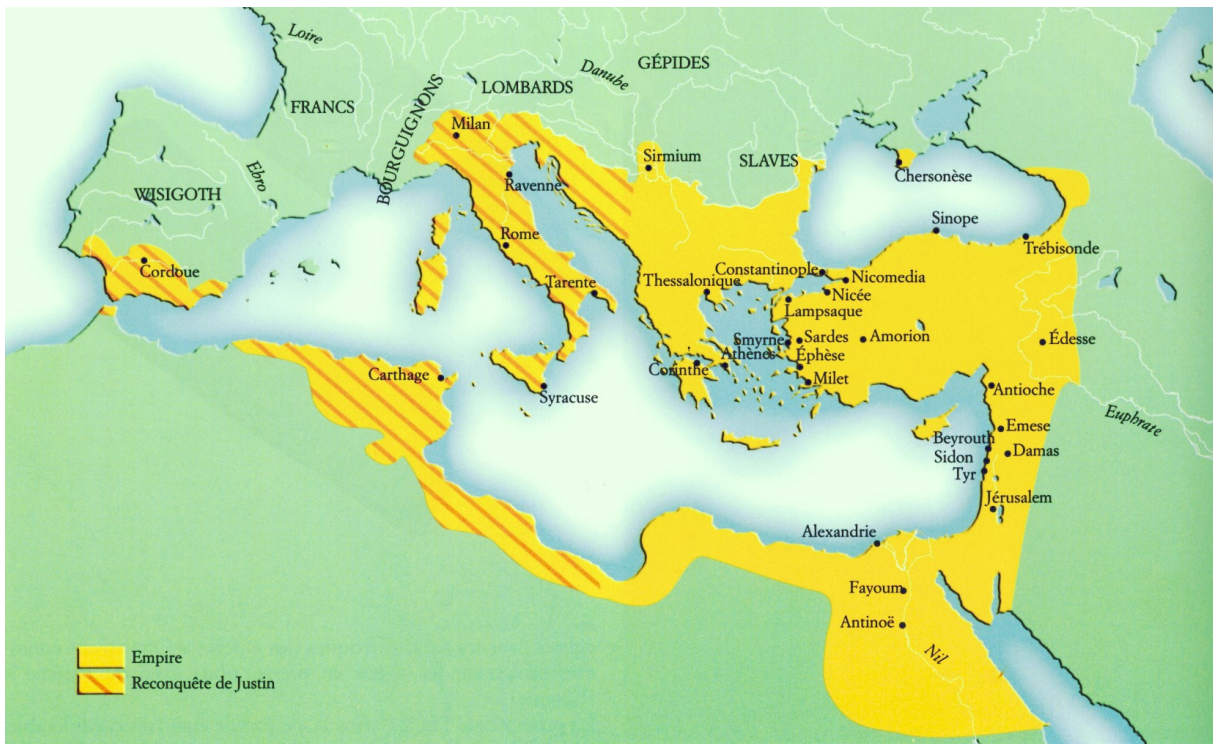 Loire
FRANCS
BOURGUIGNONS
LOMBARDS
Danube
GÉPIDES
Milan
Ravenne
Sirmium
SLAVES
Chersonèse
WISIGOTH
Ebro
Cordoue
Rome
Tarente
Sinope
Trébisonde
Constantinople
Nicomedia
Thessalonique
Nicée
Lampsaque
Smyrne
Sardes
Amorion
Édesse
Athènes
Éphèse
Corinthe
Milet
Carthage
Syracuse
Antioche
Euphrate
Emese
Beyrouth
Damas
Sidon
Tyr
Jérusalem
Alexandrie
Fayoum
Antinoë
Nil
Empire
Reconquête de Justin